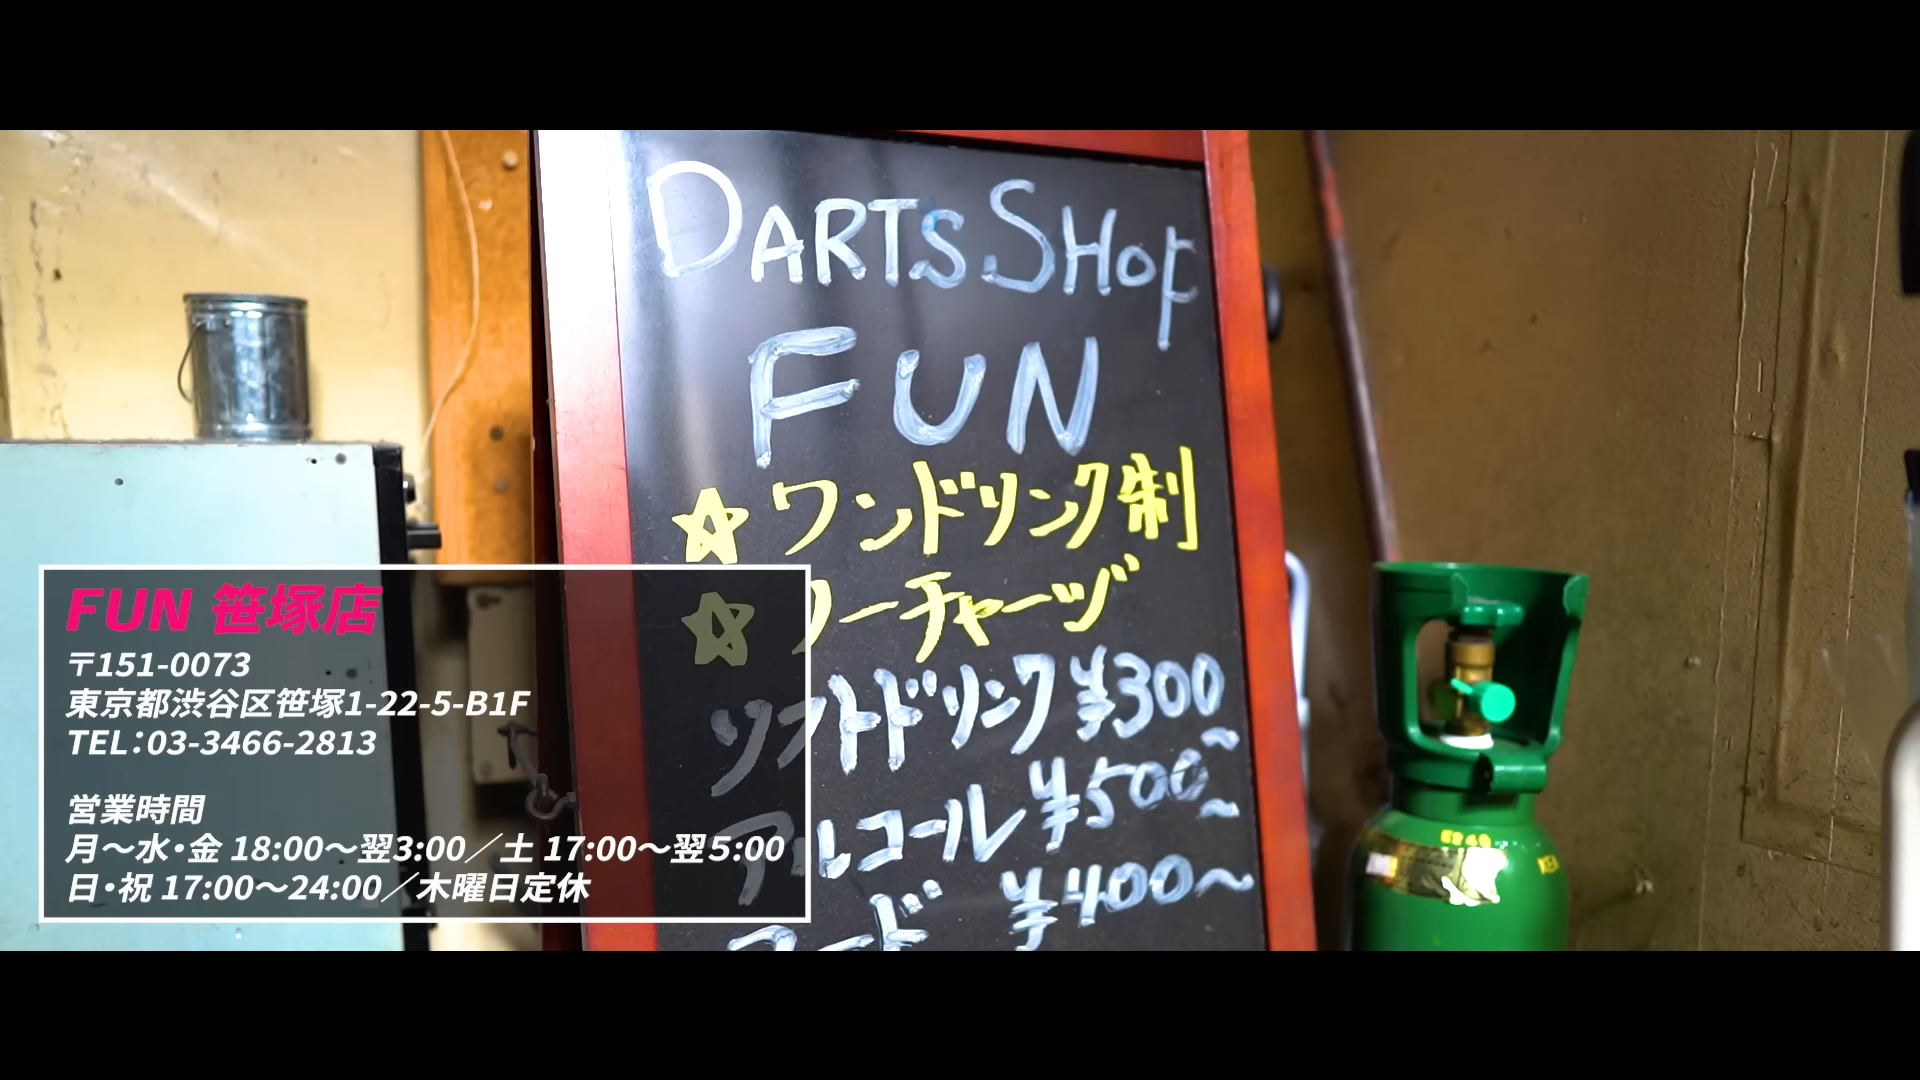 DARTS SHOP
FUN
☆ワンドリンク制
☆ノーチャージ
ソフトドリンク ¥300
アルコール ¥500~
フード ¥400~
FUN 笹塚店
〒151-0073
東京都渋谷区笹塚1-22-5-B1F
TEL:03-3466-2813
営業時間
月〜水・金 18:00〜翌3:00／土 17:00〜翌5:00
日・祝 17:00〜24:00／木曜日定休